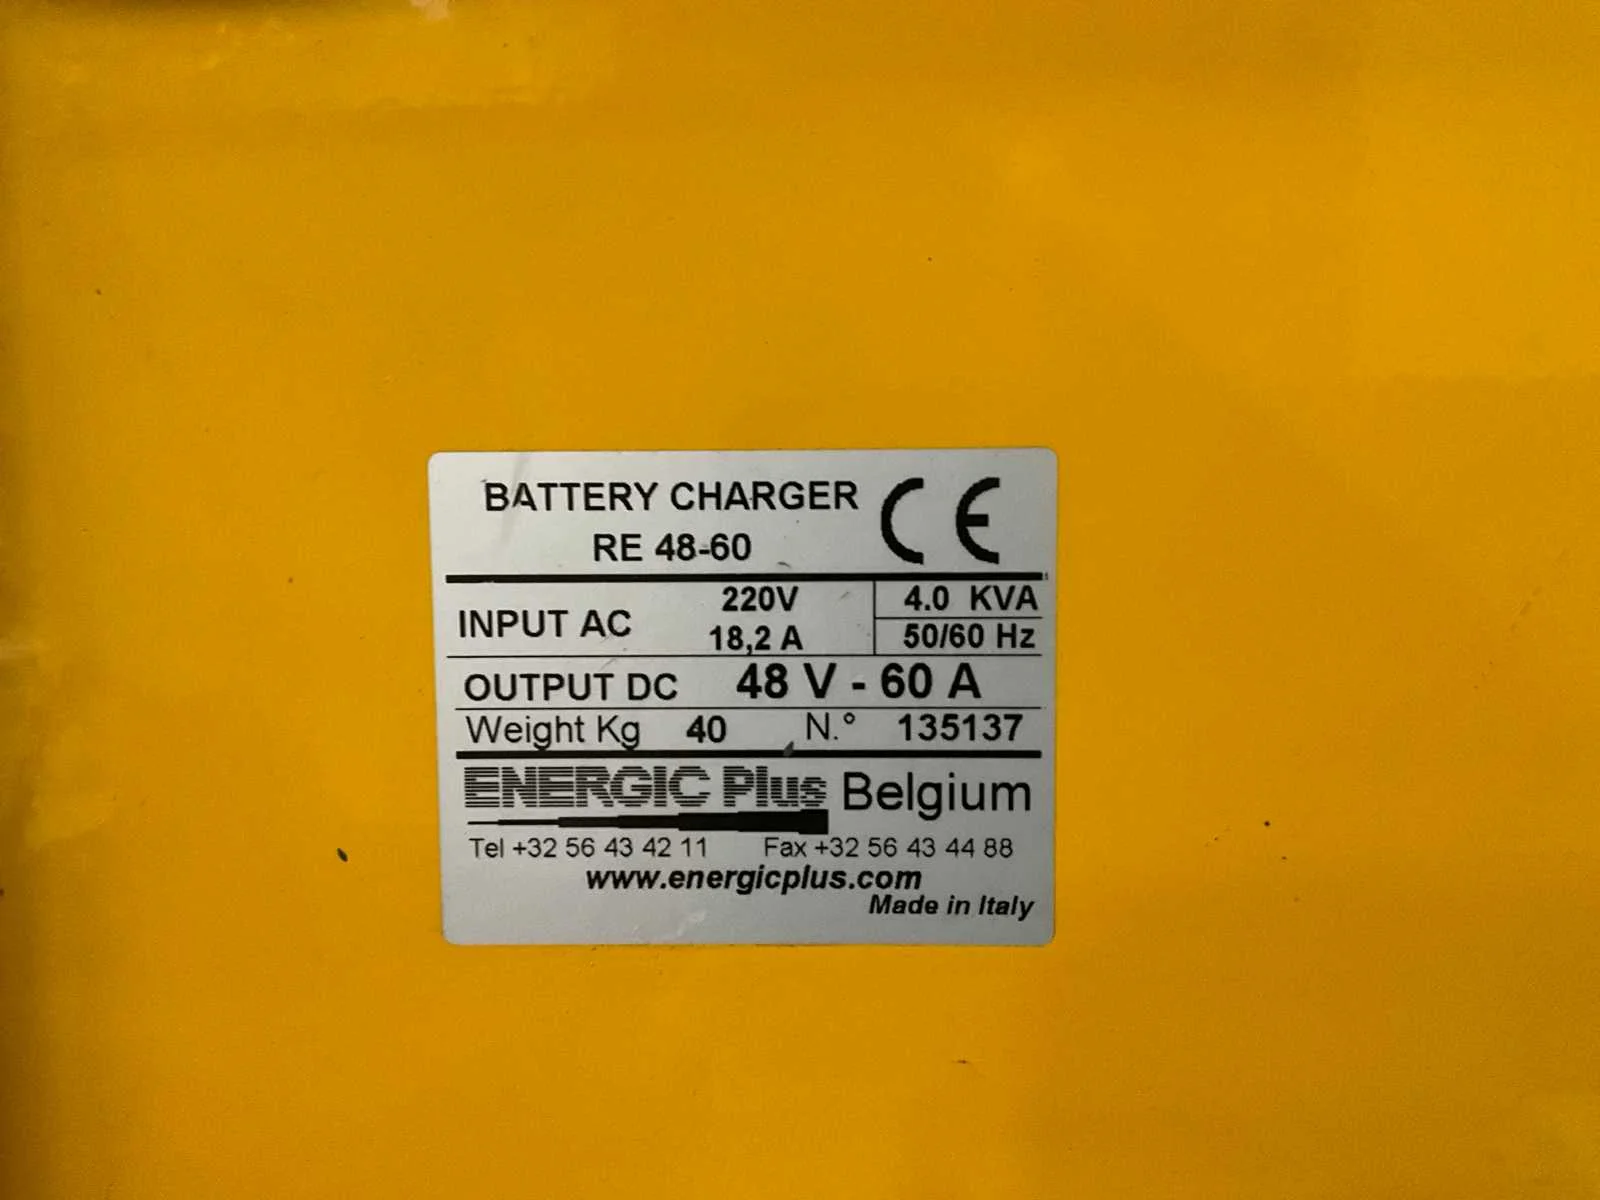 BATTERY CHARGER CE
RE 48-60
INPUT AC 220V 4.0 KVA
18,2 A 50/60 Hz
OUTPUT DC 48 V - 60 A
Weight Kg 40 N.° 135137
ENERGIC Plus Belgium
Tel +32 56 43 42 11 Fax +32 56 43 44 88
www.energicplus.com
Made in Italy